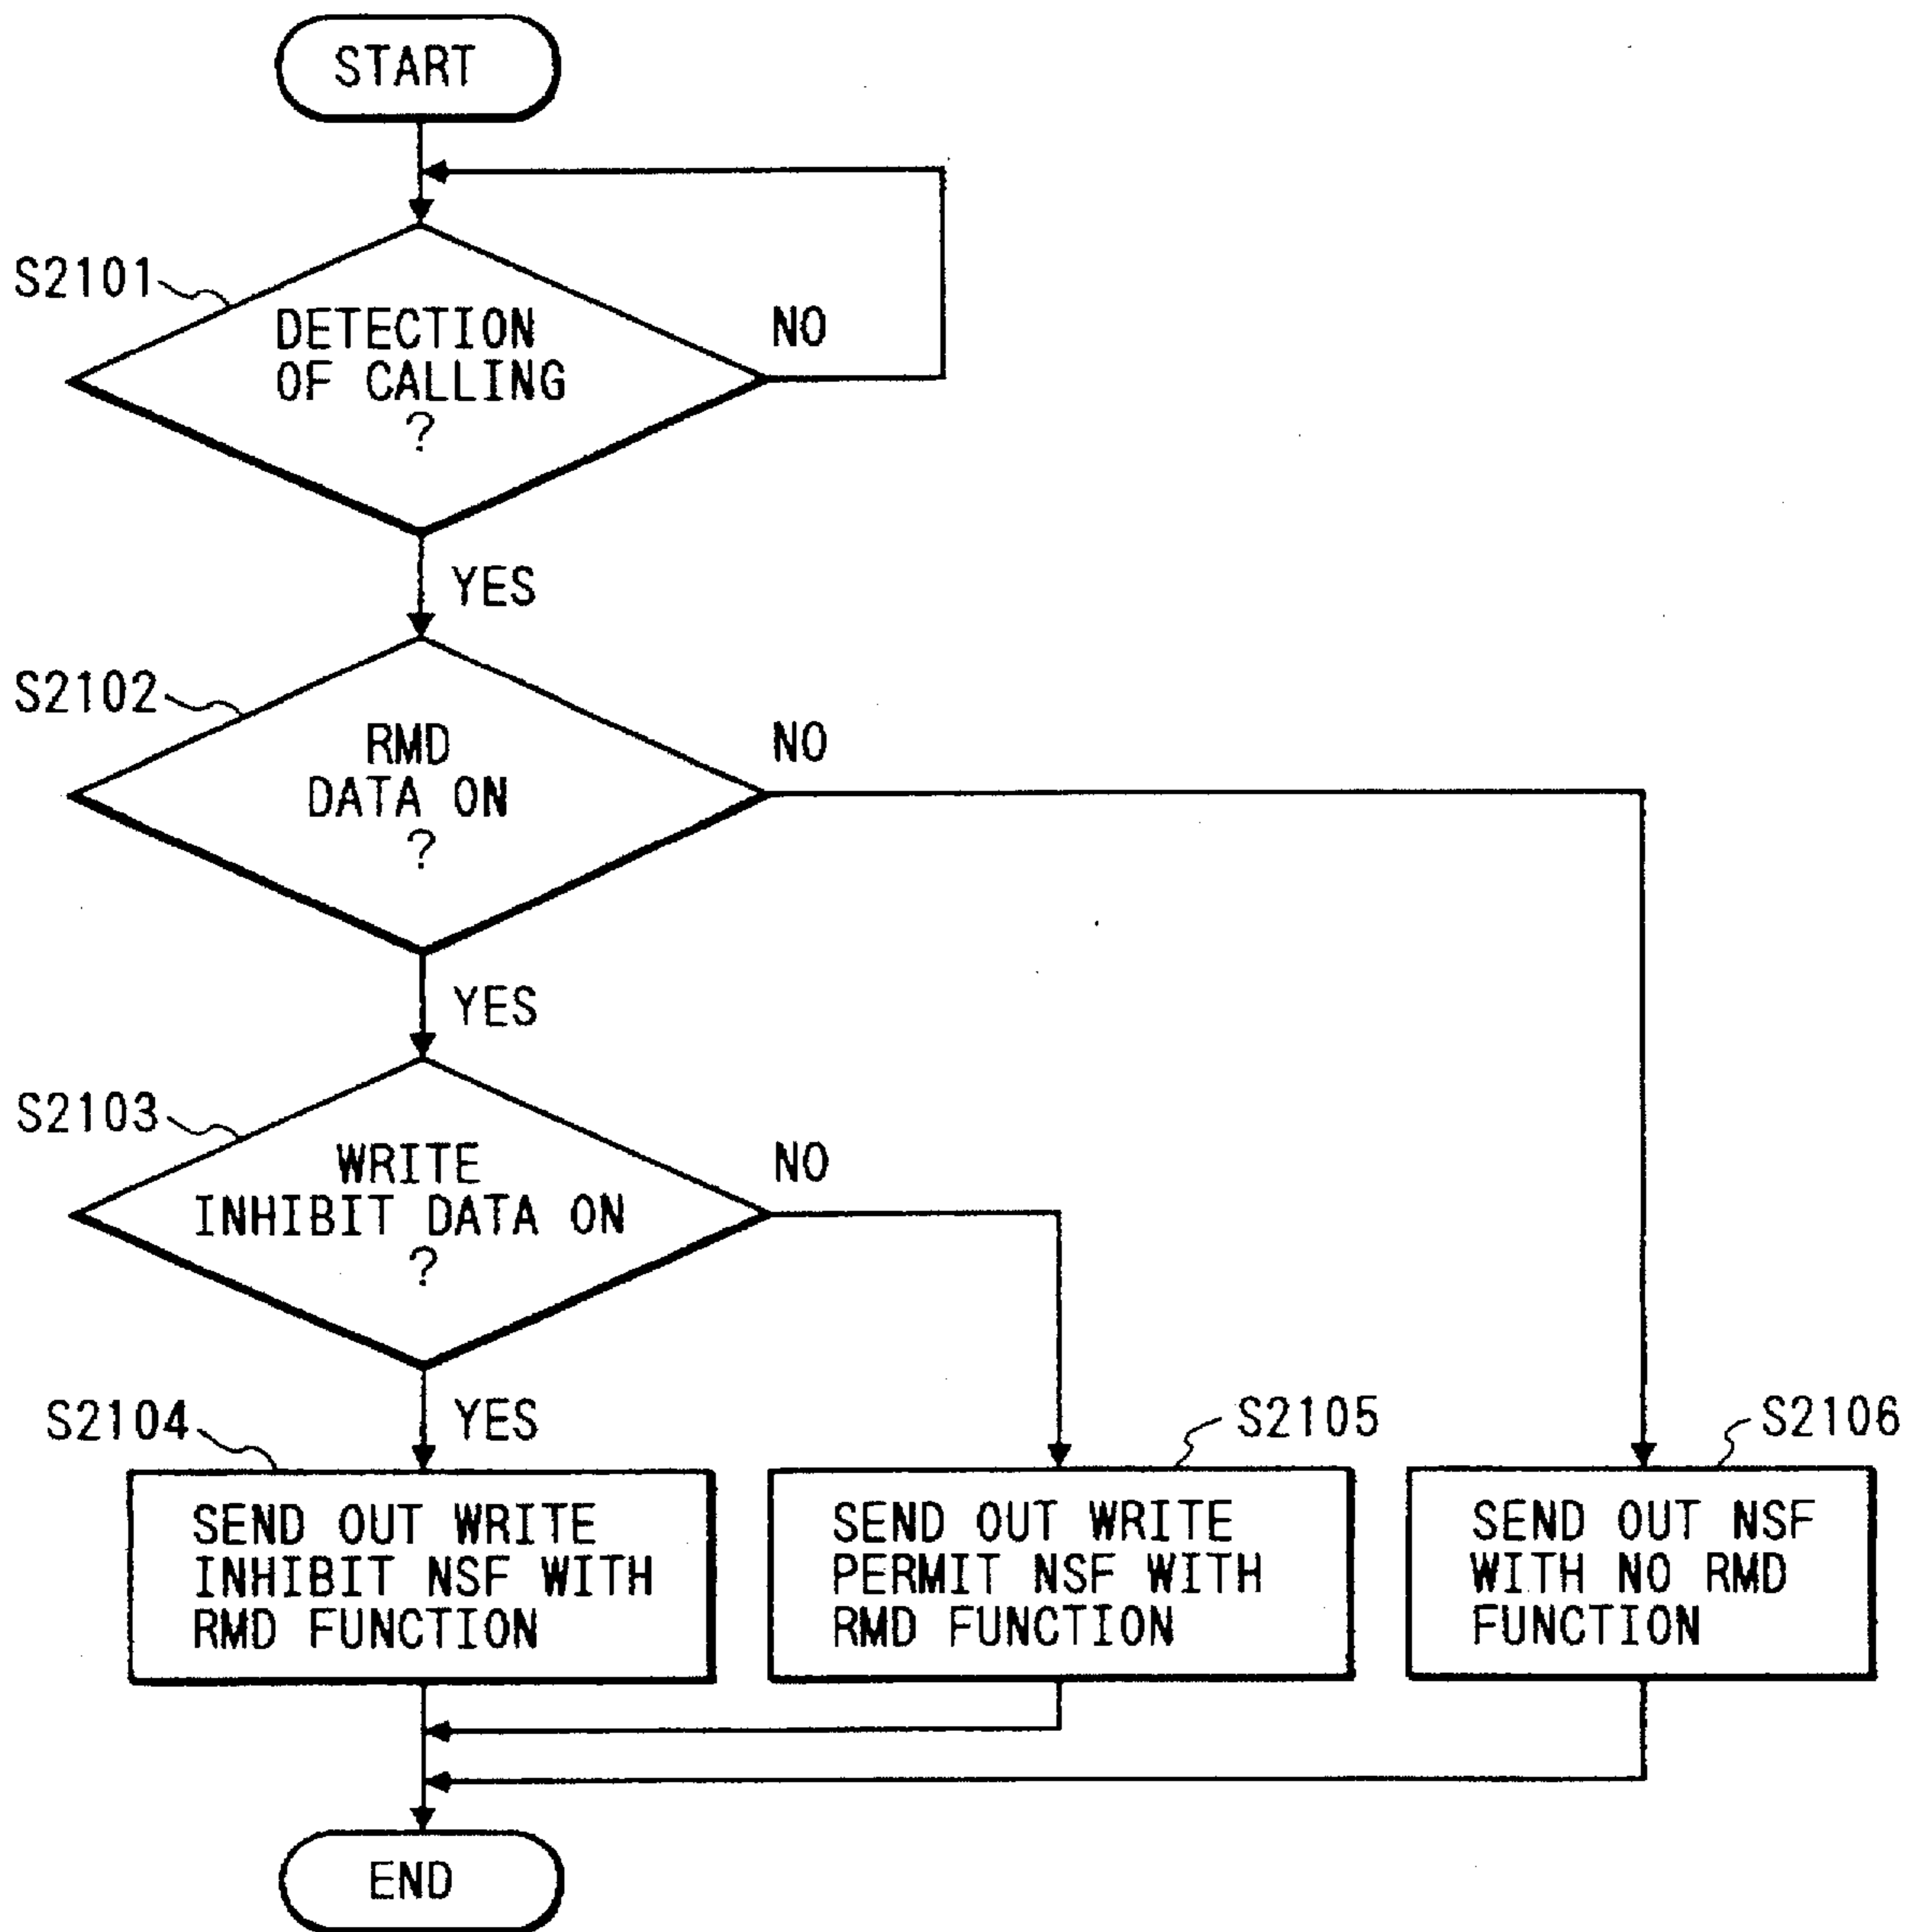 START
S2101
DETECTION
OF CALLING
?
NO
YES
S2102
RMD
DATA ON
?
NO
YES
S2103
WRITE
INHIBIT DATA ON
?
NO
YES
S2104
SEND OUT WRITE
INHIBIT NSF WITH
RMD FUNCTION
S2105
SEND OUT WRITE
PERMIT NSF WITH
RMD FUNCTION
S2106
SEND OUT NSF
WITH NO RMD
FUNCTION
END